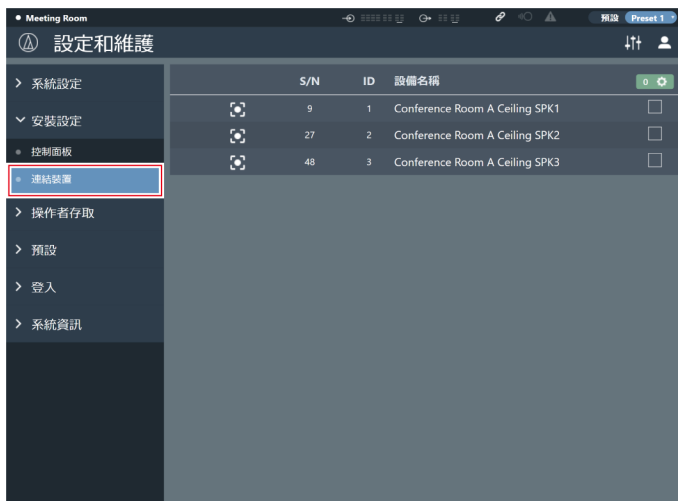 Meeting Room 預設 Preset 1
設定和維護
系統設定
安裝設定
控制面板
連結裝置
操作者存取
預設
登入
系統資訊
S/N ID 設備名稱 0
9 1 Conference Room A Ceiling SPK1
27 2 Conference Room A Ceiling SPK2
48 3 Conference Room A Ceiling SPK3